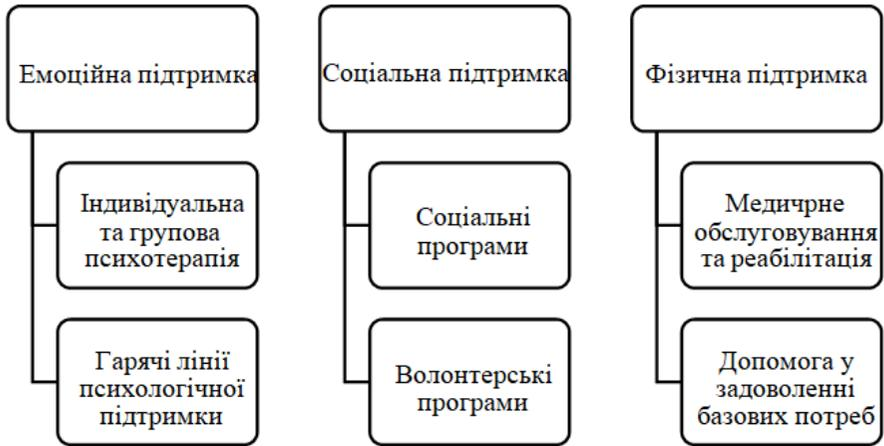 Емоційна підтримка
Індивідуальна
та групова
психотерапія
Гарячі лінії
психологічної
підтримки
Соціальна підтримка
Соціальні
програми
Волонтерські
програми
Фізична підтримка
Медичрне
обслуговування
та реабілітація
Допомога у
задоволенні
базових потреб